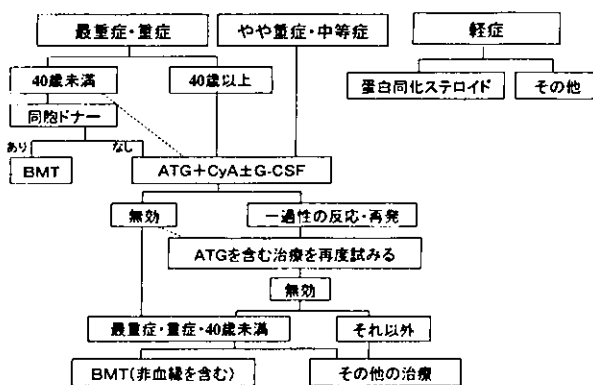 最重症・重症
やや重症・中等症
軽症
40歳未満
40歳以上
蛋白同化ステロイド
その他
同胞ドナー
あり
なし
BMT
ATG+CyA±G-CSF
無効
一過性の反応・再発
ATGを含む治療を再度試みる
無効
最重症・重症・40歳未満
それ以外
BMT(非血縁を含む)
その他の治療